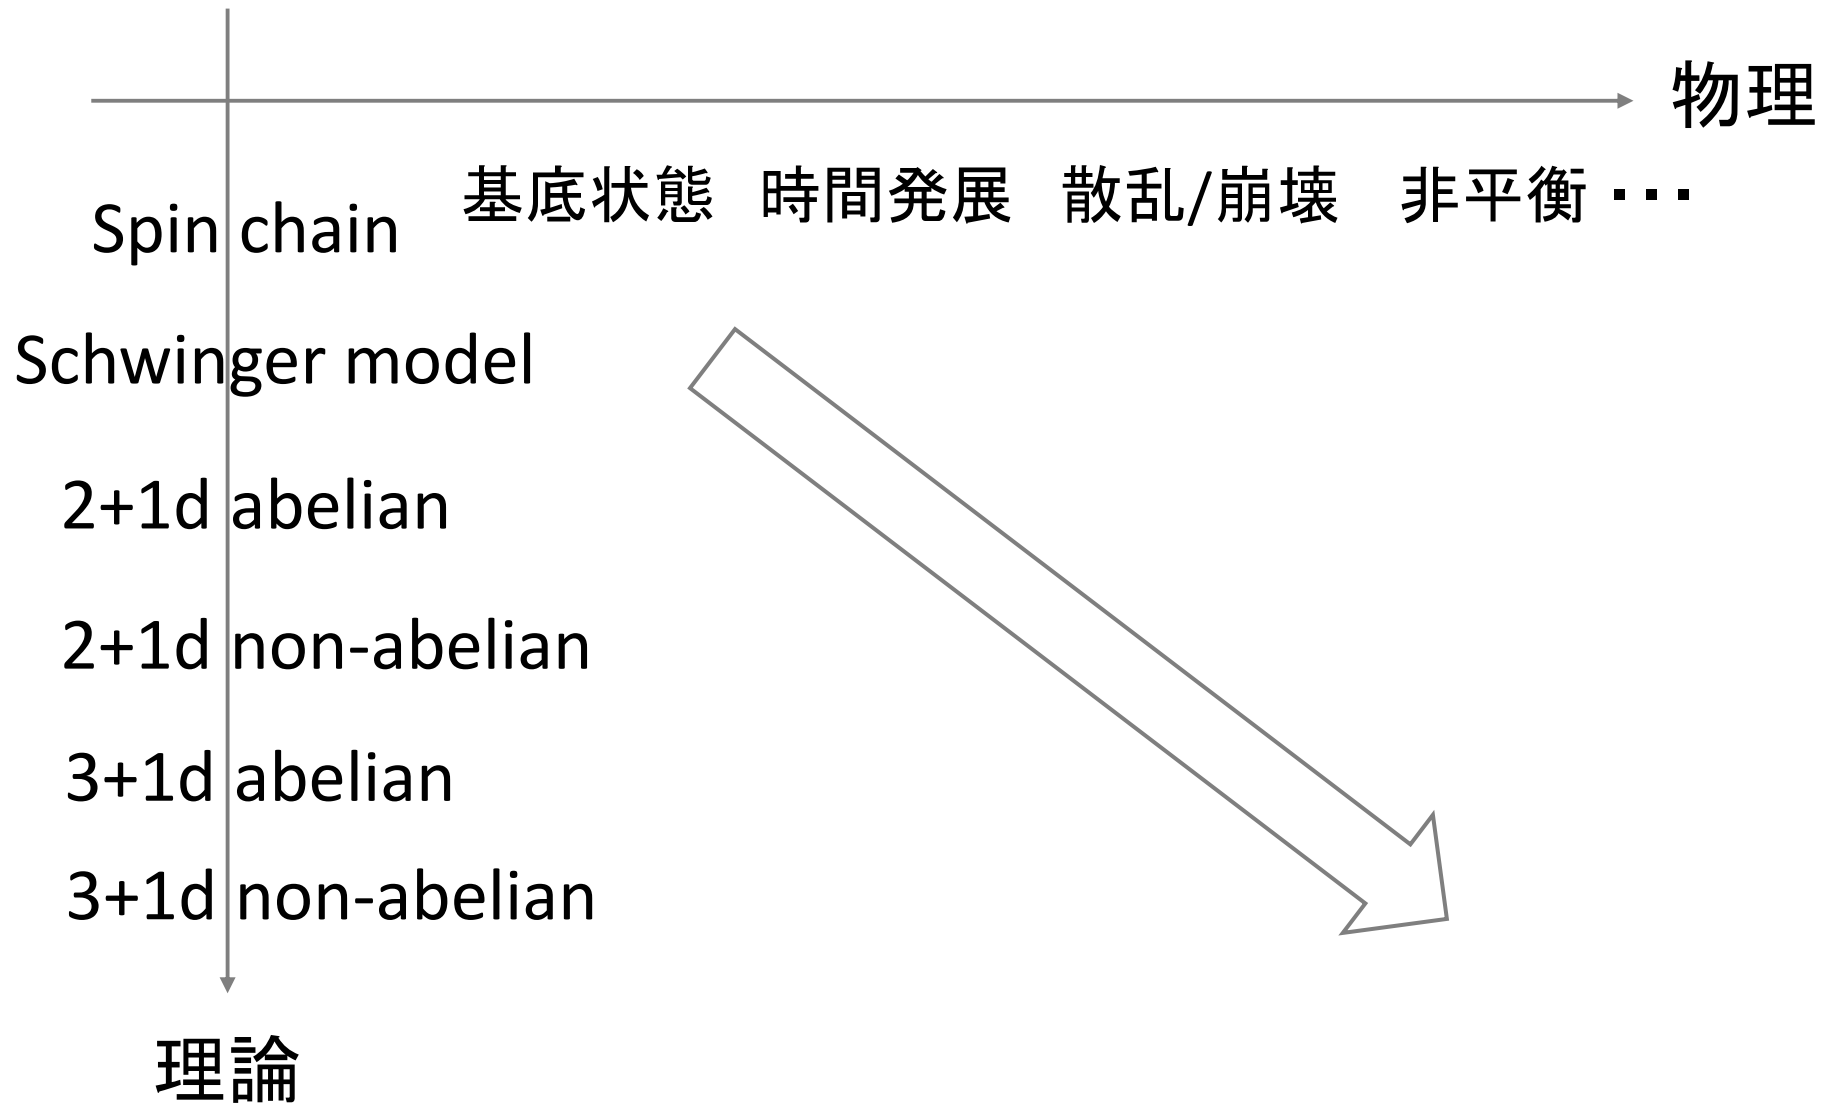 物理
基底状態 時間発展 散乱/崩壊 非平衡 ・・・
Spin chain
Schwinger model
2+1d abelian
2+1d non-abelian
3+1d abelian
3+1d non-abelian
理論